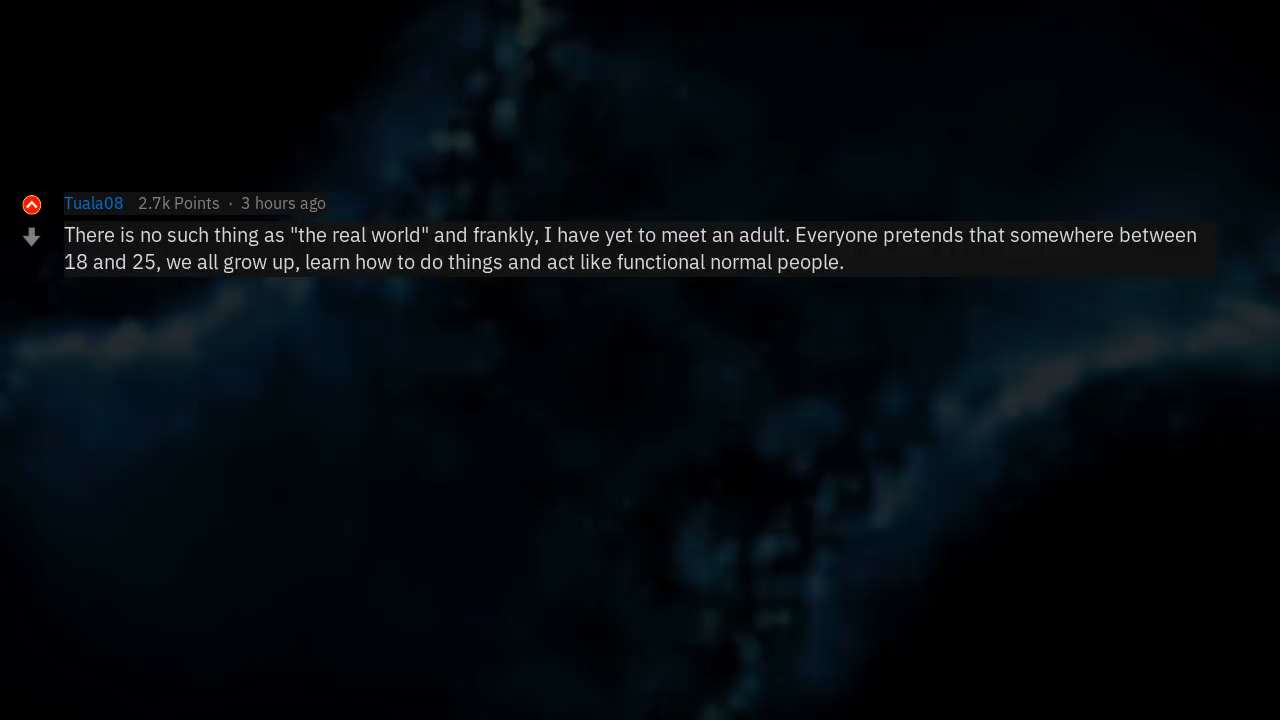 Tuala08 2.7k Points · 3 hours ago
There is no such thing as "the real world" and frankly, I have yet to meet an adult. Everyone pretends that somewhere between
18 and 25, we all grow up, learn how to do things and act like functional normal people.